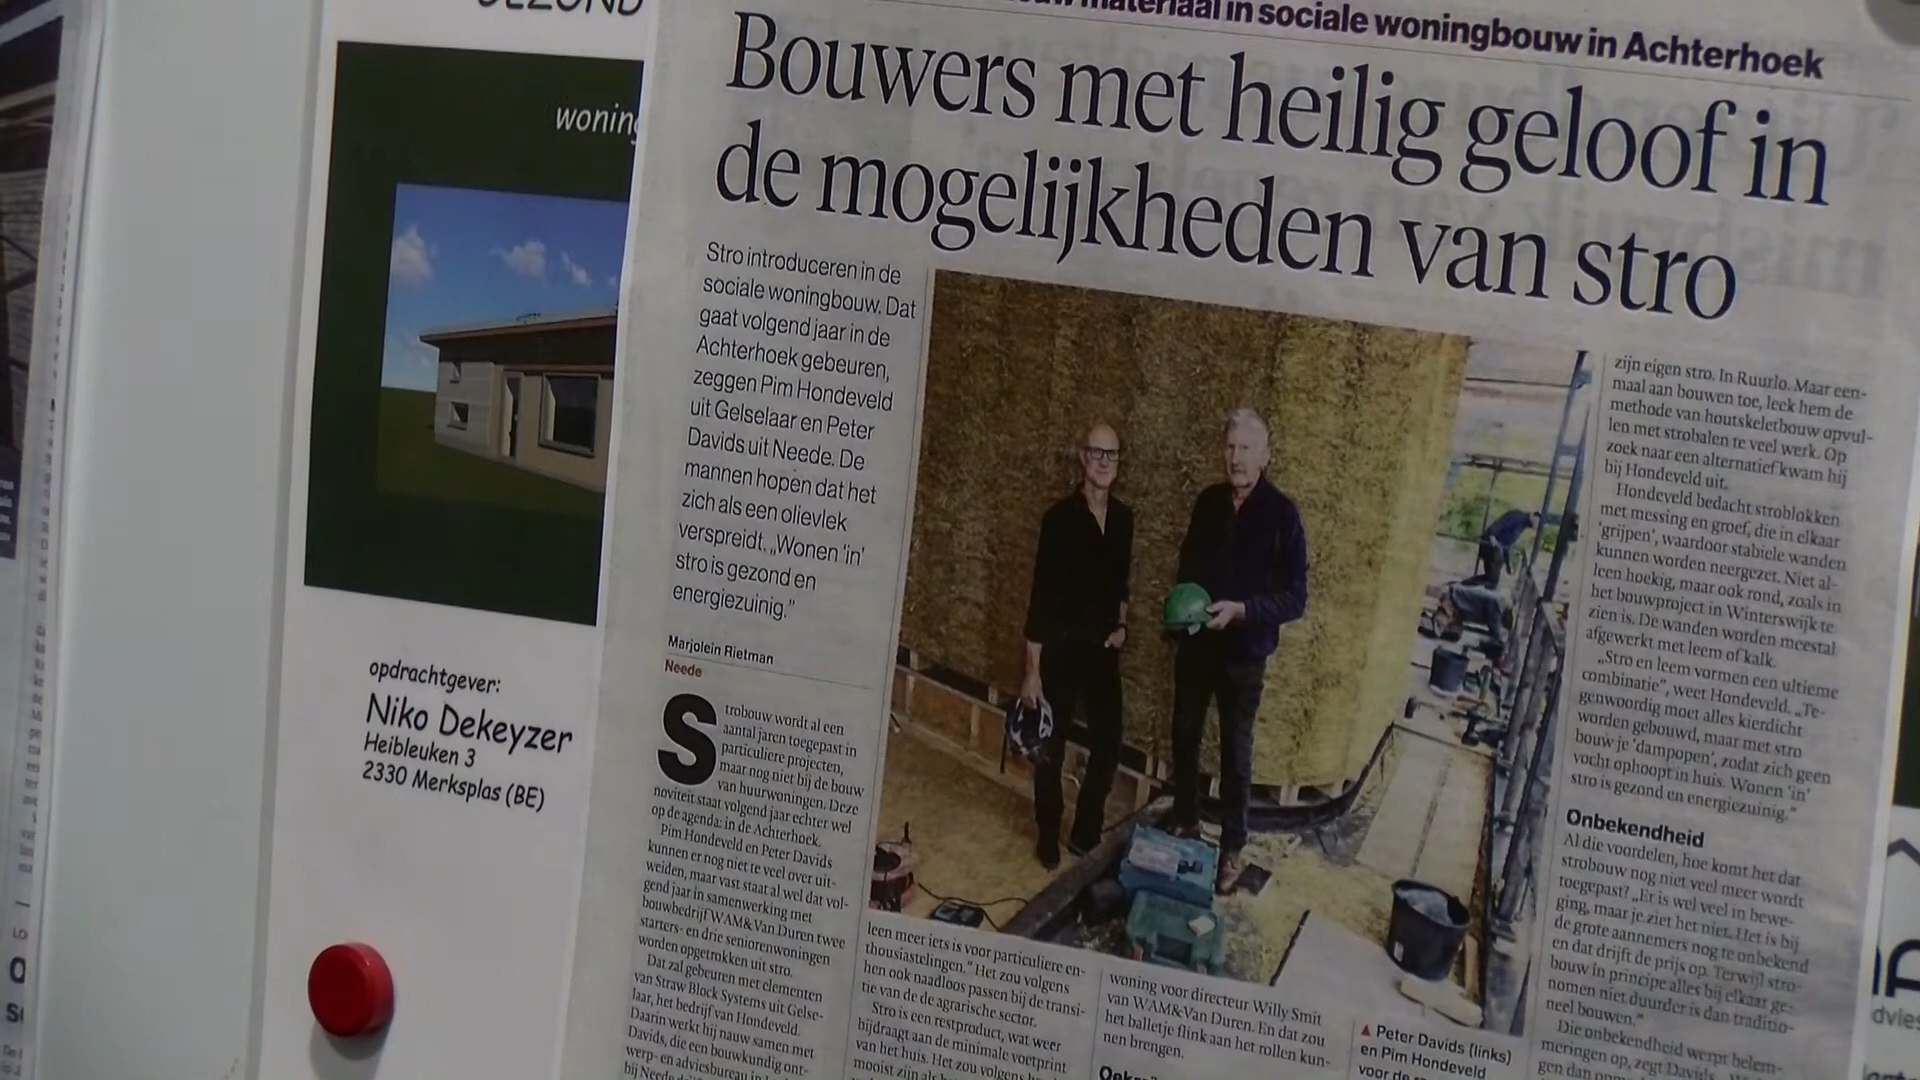 GEZOND
woning
opdrachtgever:
Niko Dekeyzer
Heibleuken 3
2330 Merksplas (BE)
materiaal in sociale woningbouw in Achterhoek
Bouwers met heilig geloof in
de mogelijkheden van stro
Stro introduceren in de
sociale woningbouw. Dat
gaat volgend jaar in de
Achterhoek gebeuren,
zeggen Pim Hondeveld
uit Gelselaar en Peter
Davids uit Neede. De
mannen hopen dat het
zich als een olievlek
verspreidt. „Wonen 'in'
stro is gezond en
energiezuinig.”
Marjolein Rietman
Neede
Strobouw wordt al een
aantal jaren toegepast in
particuliere projecten,
maar nog niet bij de bouw
van huurwoningen. Deze
noviteit staat volgend jaar echter wel
op de agenda: in de Achterhoek.
Pim Hondeveld en Peter Davids
kunnen er nog niet te veel over uit-
weiden, maar vast staat al wel dat vol-
gend jaar in samenwerking met
bouwbedrijf WAM&Van Duren twee
starters- en drie seniorenwoningen
worden opgetrokken uit stro.
Dat zal gebeuren met elementen
van Straw Block Systems uit Gelse-
laar, het bedrijf van Hondeveld.
Daarin werkt hij nauw samen met
Davids, die een bouwkundig ont-
werp- en adviesbureau in
bij Neede
leen meer iets is voor particuliere en-
thousiastelingen.” Het zou volgens
hen ook naadloos passen bij de transi-
tie van de de agrarische sector.
Stro is een restproduct, wat weer
bijdraagt aan de minimale voetprint
van het huis. Het zou volgens
mooist zijn als
woning voor directeur Willy Smit
van WAM&Van Duren. En dat zou
het balletje flink aan het rollen kun-
nen brengen.
▲ Peter Davids (links)
en Pim Hondeveld
voor de
zijn eigen stro. In Ruurlo. Maar een-
maal aan bouwen toe, leek hem de
methode van houtskeletbouw opvul-
len met strobalen te veel werk. Op
zoek naar een alternatief kwam hij
bij Hondeveld uit.
Hondeveld bedacht stroblokken
met messing en groef, die in elkaar
'grijpen', waardoor stabiele wanden
kunnen worden neergezet. Niet al-
leen hoekig, maar ook rond, zoals in
het bouwproject in Winterswijk te
zien is. De wanden worden meestal
afgewerkt met leem of kalk.
„Stro en leem vormen een ultieme
combinatie”, weet Hondeveld. „Te-
genwoordig moet alles kierdicht
worden gebouwd, maar met stro
bouw je 'dampopen', zodat zich geen
vocht ophoopt in huis. Wonen 'in'
stro is gezond en energiezuinig.”
Onbekendheid
Al die voordelen, hoe komt het dat
strobouw nog niet veel meer wordt
toegepast? „Er is wel veel in bewe-
ging, maar je ziet het niet. Het is bij
de grote aannemers nog te onbekend
en dat drijft de prijs op. Terwijl stro-
bouw in principe alles bij elkaar ge-
nomen niet duurder is dan traditio-
neel bouwen.”
Die onbekendheid werpt belem-
meringen op, zegt Davids.